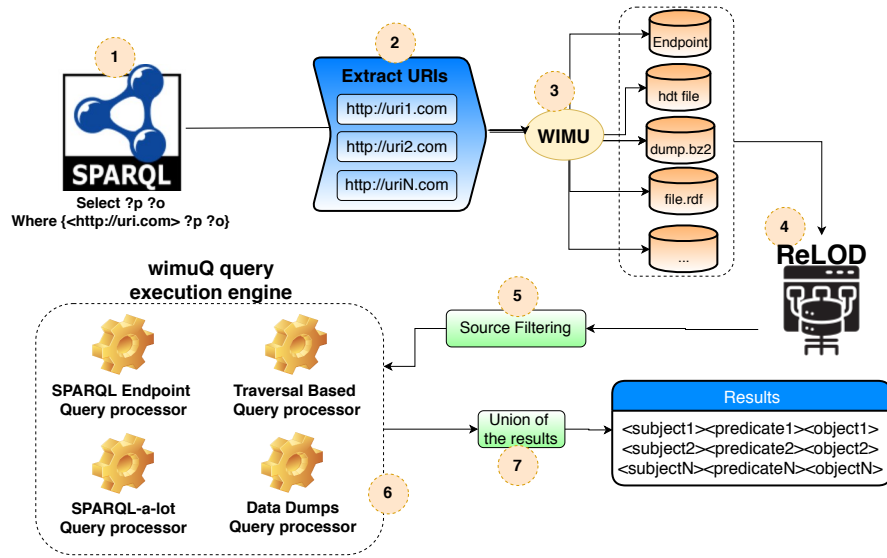 1
SPARQL
Select ?p ?o
Where {<http://uri.com> ?p ?o}
2
Extract URIs
http://uri1.com
http://uri2.com
http://uriN.com
3
WIMU
Endpoint
hdt file
dump.bz2
file.rdf
...
4
ReLOD
5
Source Filtering
wimuQ query
execution engine
SPARQL Endpoint
Query processor
Traversal Based
Query processor
SPARQL-a-lot
Query processor
Data Dumps
Query processor
6
Union of
the results
7
Results
<subject1><predicate1><object1>
<subject2><predicate2><object2>
<subjectN><predicateN><objectN>